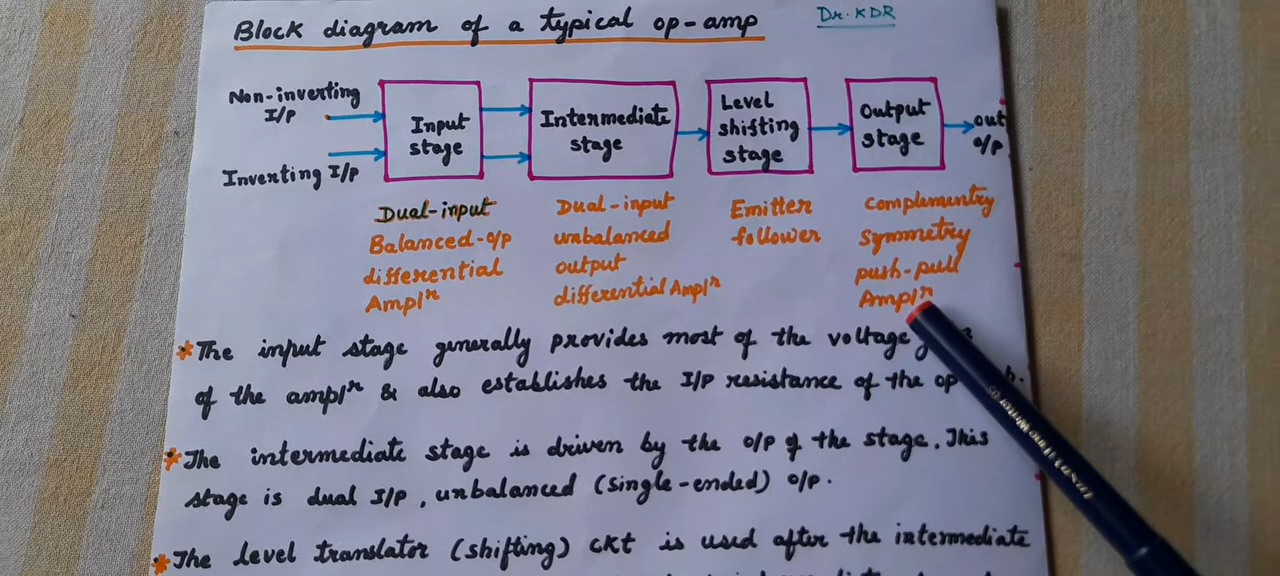 Block diagram of a typical op-amp
Dr. KDR
Non-inverting
I/P
Inverting I/P
Input
stage
Intermediate
stage
Level
shifting
stage
Output
stage
out
o/p
Dual-input
Balanced-o/p
differential
Ampl^r
Dual-input
unbalanced
output
differential Ampl^r
Emitter
follower
complementry
Symmetry
push-pull
Ampl^r
*The input stage generally provides most of the voltage
of the ampl^r & also establishes the I/P resistance of the op
*The intermediate stage is driven by the o/p of the stage. This
stage is dual I/P, unbalanced (single-ended) o/p.
*The level translator (shifting) ckt is used after the intermediate